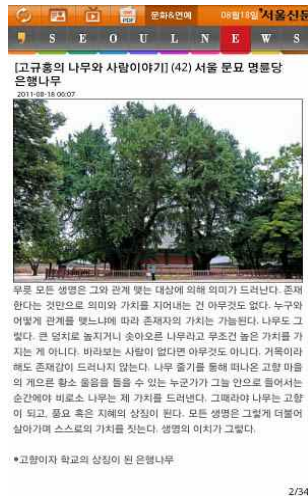 문화&연예
08월18일 서울신문
S E O U L N E W S
[고규홍의 나무와 사람이야기] (42) 서울 문묘 명륜당
은행나무
2011-08-18 00:07
무릇 모든 생명은 그와 관계 맺는 대상에 의해 의미가 드러난다. 존재
한다는 것만으로 의미와 가치를 지어내는 건 아무것도 없다. 누구와
어떻게 관계를 맺느냐에 따라 존재자의 가치는 가늠된다. 나무도 그
렇다. 큰 덩치로 높지거니 솟아오른 나무라고 무조건 높은 가치를 가
지는 게 아니다. 바라보는 사람이 없다면 아무것도 아니다. 거목이라
해도 존재감이 드러나지 않는다. 나무 줄기를 통해 떠나온 고향 마을
의 게으른 황소 울음을 들을 수 있는 누군가가 그늘 안으로 들어서는
순간에야 비로소 나무는 제 가치를 드러낸다. 그때라야 나무는 고향
이 되고, 풍요 혹은 지혜의 상징이 된다. 모든 생명은 그렇게 더불어
살아가며 스스로의 가치를 짓는다. 생명의 이치가 그렇다.
●고향이자 학교의 상징이 된 은행나무
2/34